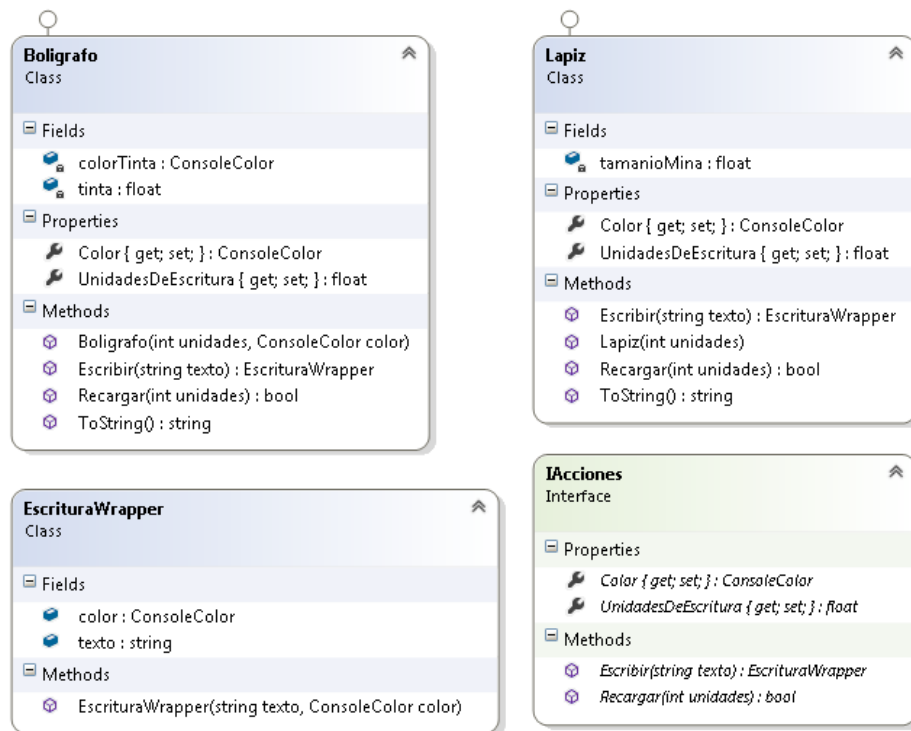 Boligrafo
Class
Fields
colorTinta : ConsoleColor
tinta : float
Properties
Color { get; set; } : ConsoleColor
UnidadesDeEscritura { get; set; } : float
Methods
Boligrafo(int unidades, ConsoleColor color)
Escribir(string texto) : EscrituraWrapper
Recargar(int unidades) : bool
ToString() : string
Lapiz
Class
Fields
tamanioMina : float
Properties
Color { get; set; } : ConsoleColor
UnidadesDeEscritura { get; set; } : float
Methods
Escribir(string texto) : EscrituraWrapper
Lapiz(int unidades)
Recargar(int unidades) : bool
ToString() : string
EscrituraWrapper
Class
Fields
color : ConsoleColor
texto : string
Methods
EscrituraWrapper(string texto, ConsoleColor color)
IAcciones
Interface
Properties
Color { get; set; } : ConsoleColor
UnidadesDeEscritura { get; set; } : float
Methods
Escribir(string texto) : EscrituraWrapper
Recargar(int unidades) : bool